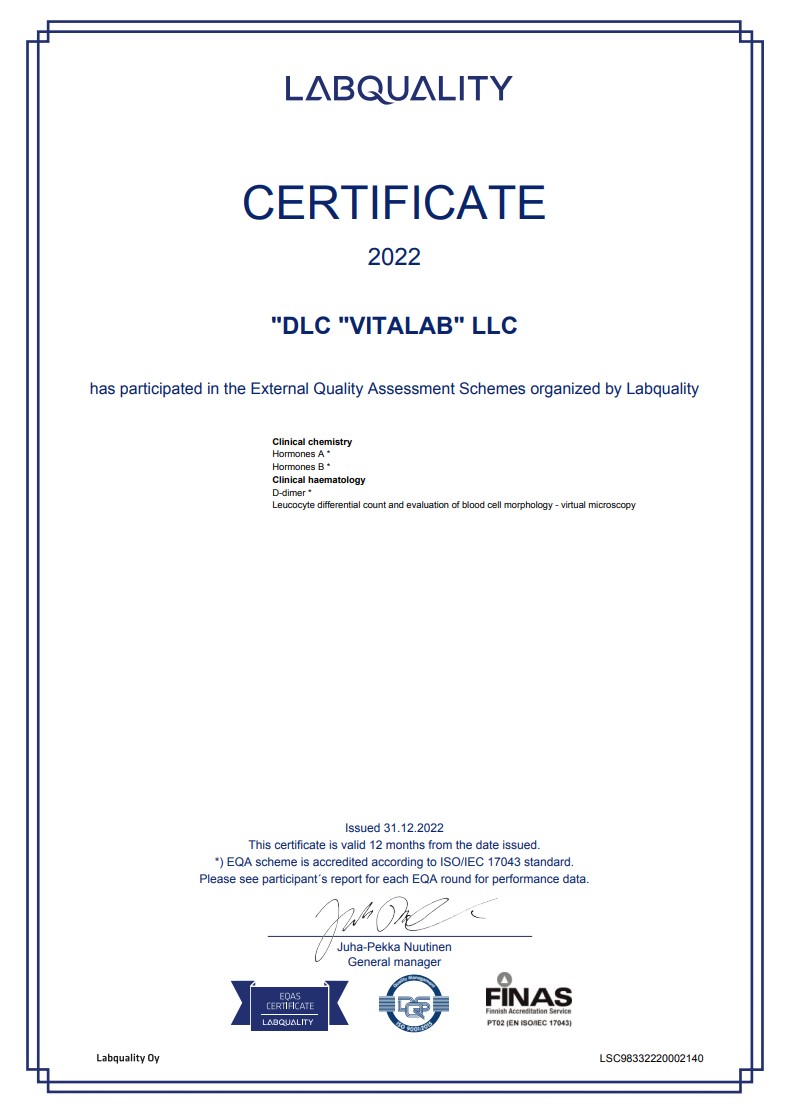 LABQUALITY
CERTIFICATE
2022
"DLC "VITALAB" LLC
has participated in the External Quality Assessment Schemes organized by Labquality
Clinical chemistry
Hormones A *
Hormones B *
Clinical haematology
D-dimer *
Leucocyte differential count and evaluation of blood cell morphology - virtual microscopy
Issued 31.12.2022
This certificate is valid 12 months from the date issued.
*) EQA scheme is accredited according to ISO/IEC 17043 standard.
Please see participant´s report for each EQA round for performance data.
Juha-Pekka Nuutinen
General manager
EQAS
CERTIFICATE
LABQUALITY
Quality Management
DQS
ISO 9001:2015
FINAS
Finnish Accreditation Service
PT02 (EN ISO/IEC 17043)
Labquality Oy
LSC98332220002140